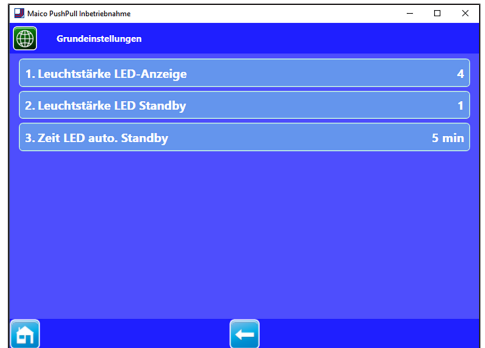 Maico PushPull Inbetriebnahme
Grundeinstellungen
1. Leuchtstärke LED-Anzeige 4
2. Leuchtstärke LED Standby 1
3. Zeit LED auto. Standby 5 min